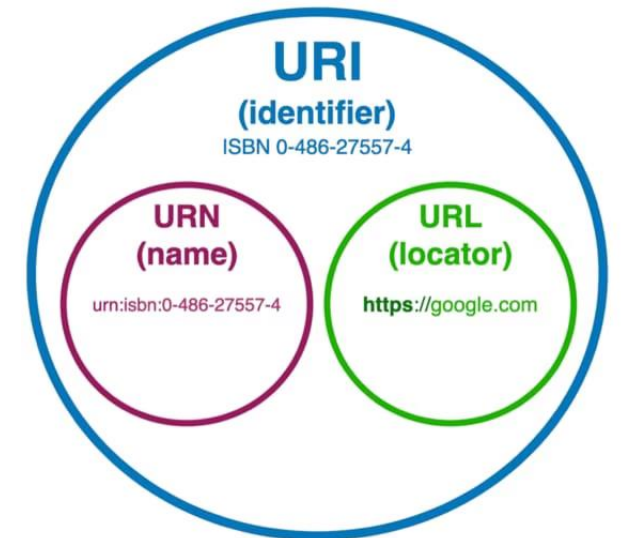 URI
(identifier)
ISBN 0-486-27557-4
URN
(name)
urn:isbn:0-486-27557-4
URL
(locator)
https://google.com